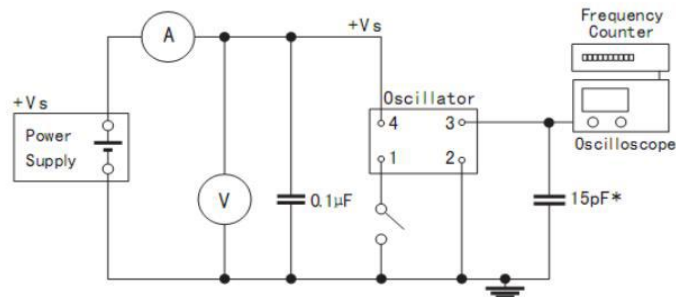 Frequency
Counter
+Vs
A
+Vs
Oscillator
Power
Supply
4 3
1 2
Oscilloscope
V
0.1μF
15pF*